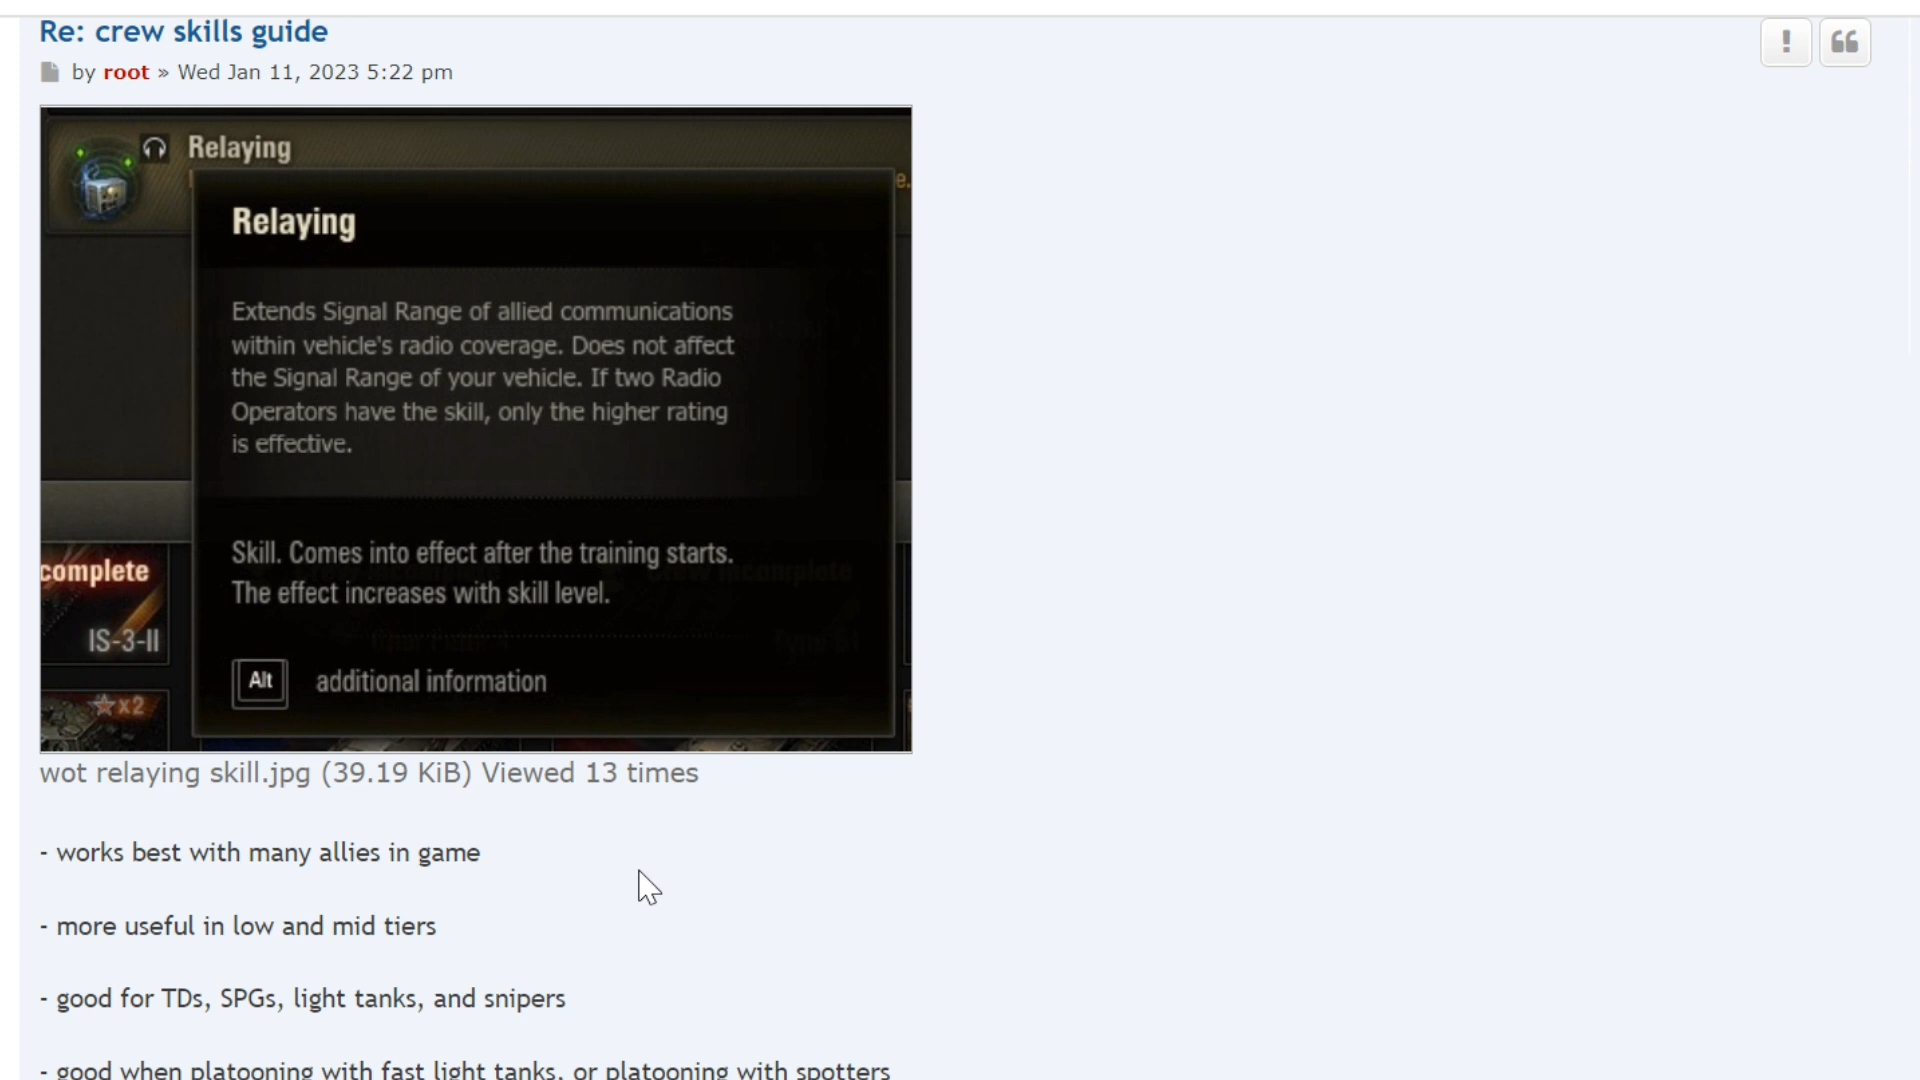 Re: crew skills guide
by root » Wed Jan 11, 2023 5:22 pm
Relaying
e.
Relaying
Extends Signal Range of allied communications
within vehicle's radio coverage. Does not affect
the Signal Range of your vehicle. If two Radio
Operators have the skill, only the higher rating
is effective.
Skill. Comes into effect after the training starts.
The effect increases with skill level.
complete
IS-3-II
Alt additional information
x2
wot relaying skill.jpg (39.19 KiB) Viewed 13 times
- works best with many allies in game
- more useful in low and mid tiers
- good for TDs, SPGs, light tanks, and snipers
- good when platooning with fast light tanks, or platooning with spotters